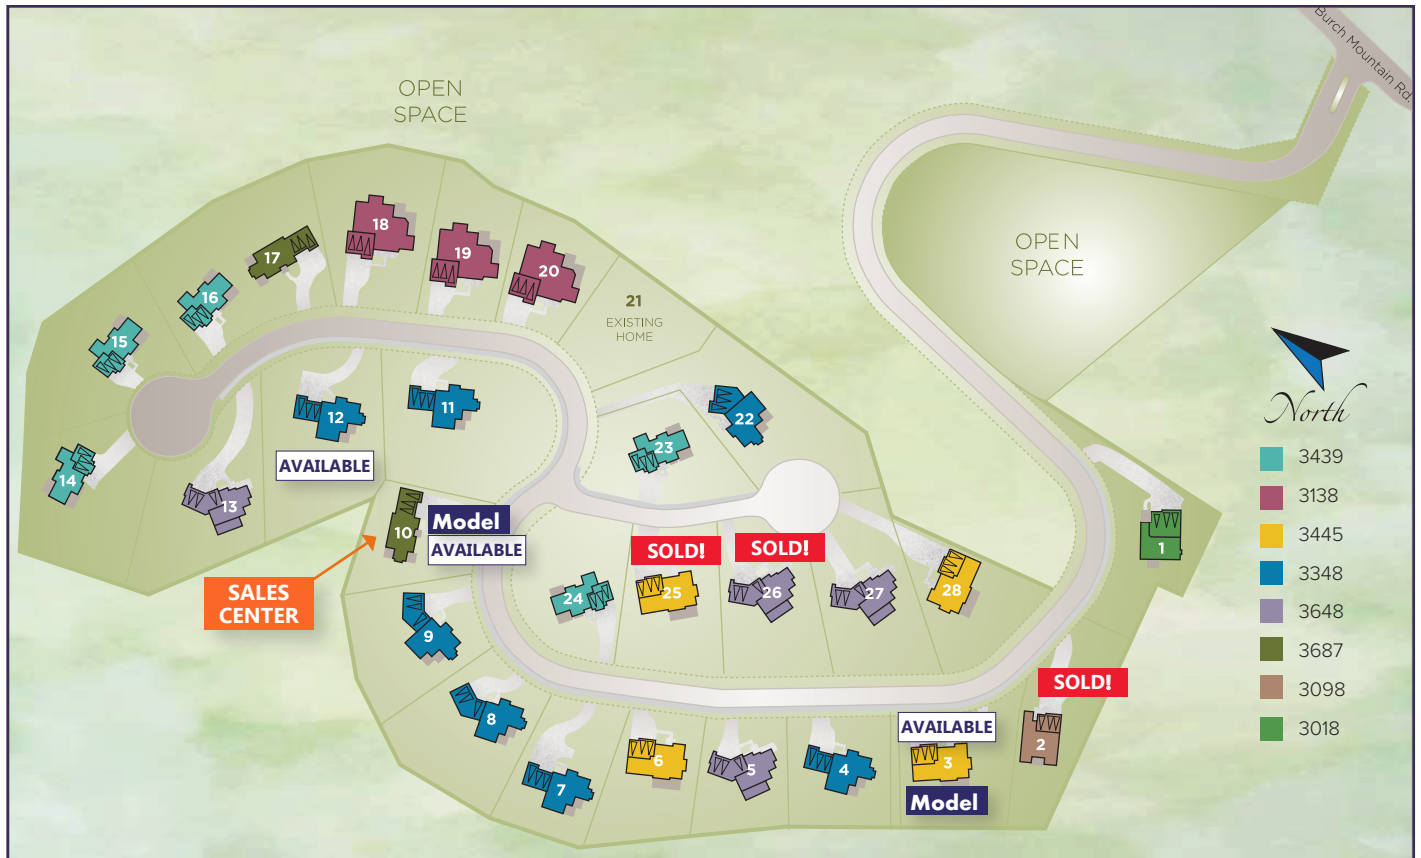 Burch Mountain Rd.
OPEN
SPACE
18
17
19
20
16
21
EXISTING
HOME
15
OPEN
SPACE
North
12
11
22
23
AVAILABLE
14
13
10
Model
AVAILABLE
SOLD!
SOLD!
1
SALES
CENTER
24
25
26
27
28
9
8
SOLD!
AVAILABLE
2
7
6
5
4
3
Model
3439
3138
3445
3348
3648
3687
3098
3018